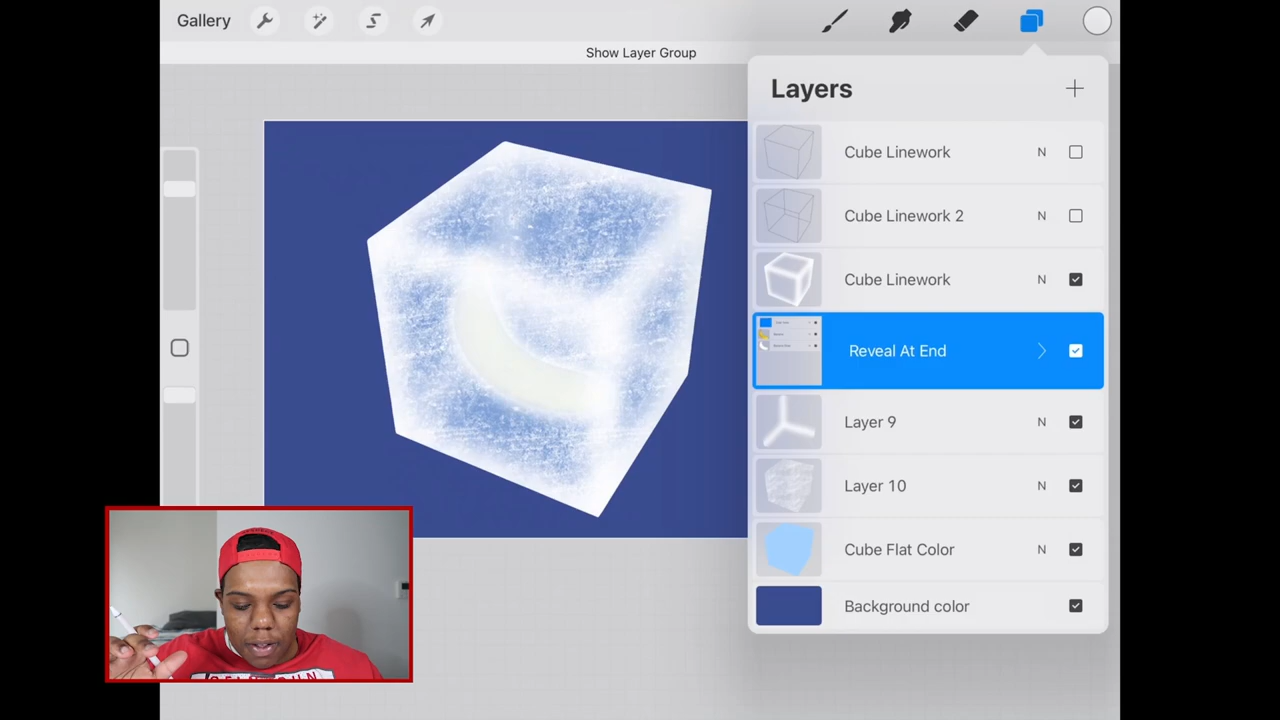 Gallery
Show Layer Group
Layers
Cube Linework N
Cube Linework 2 N
Cube Linework N
Reveal At End
Layer 9 N
Layer 10 N
Cube Flat Color N
Background color